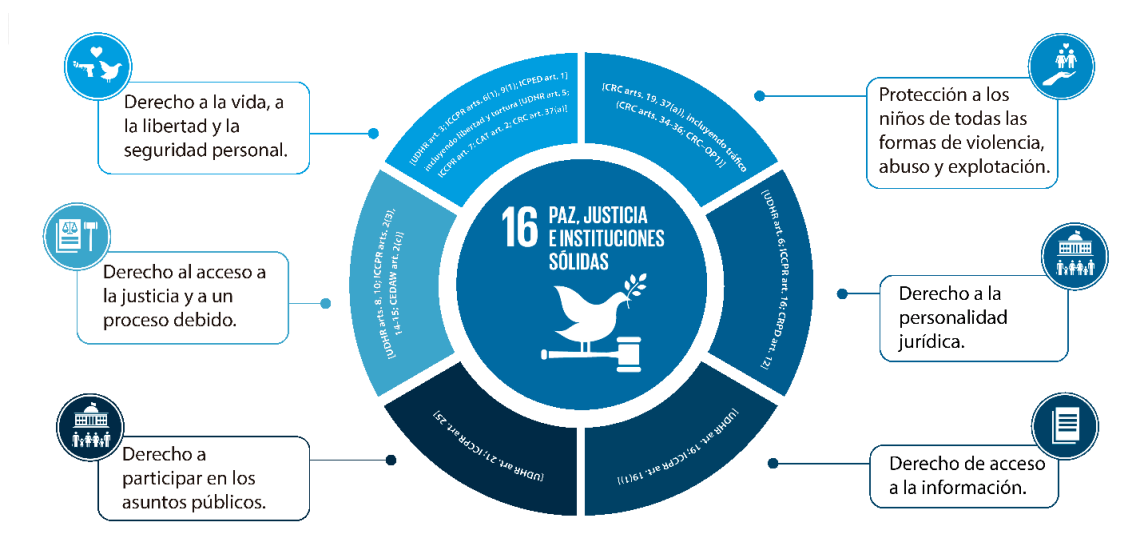 Derecho a la vida, a
la libertad y la
seguridad personal.
[UDHR art. 3; ICCPR arts. 6(1), 9(1); ICPED art. 1]
incluyendo libertad y tortura [UDHR art. 5;
ICCPR art. 7; CAT art. 2; CRC art. 37(a)]
[CRC arts. 19, 37(a)), incluyendo tráfico
(CRC arts. 34-36; CRC–OP1)]
Protección a los
niños de todas las
formas de violencia,
abuso y explotación.
Derecho al acceso a
la justicia y a un
proceso debido.
[UDHR arts. 8, 10; ICCPR arts. 2(3),
14-15; CEDAW art. 2(c)]
16 PAZ, JUSTICIA
E INSTITUCIONES
SÓLIDAS
[UDHR art. 6; ICCPR art. 16; CRPD art. 12]
Derecho a la
personalidad
jurídica.
Derecho a
participar en los
asuntos públicos.
[UDHR art. 21; ICCPR art. 25]
[UDHR art. 19; ICCPR art. 19(1)]
Derecho de acceso
a la información.